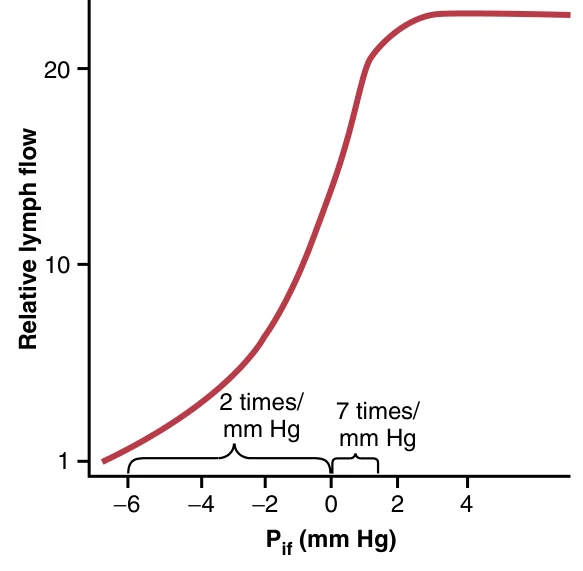 20
10
1
Relative lymph flow
2 times/
mm Hg
7 times/
mm Hg
−6 −4 −2 0 2 4
Pif (mm Hg)